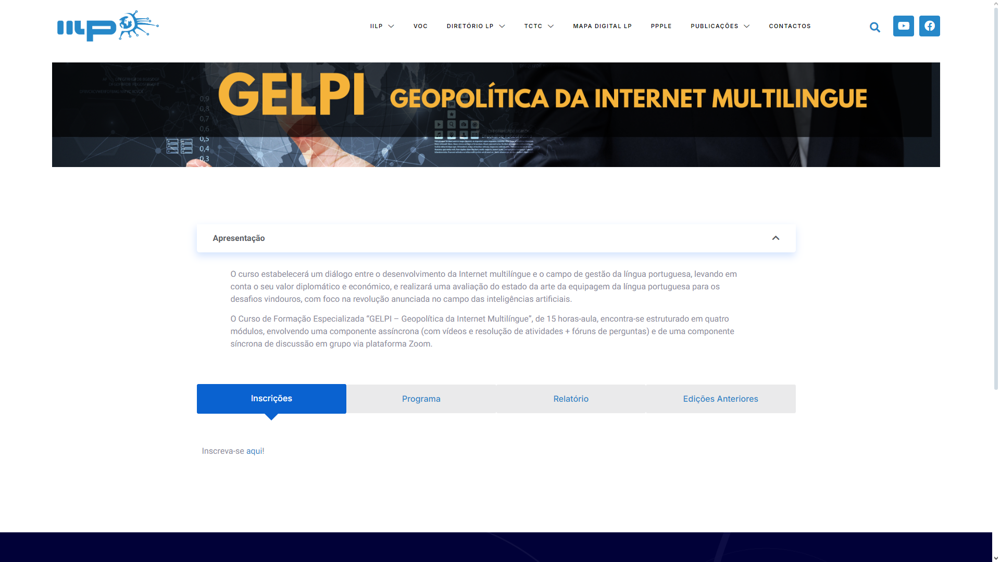 IILP
IILP
VOC
DIRETÓRIO LP
TCTC
MAPA DIGITAL LP
PPPLE
PUBLICAÇÕES
CONTACTOS
GELPI
GEOPOLÍTICA DA INTERNET MULTILINGUE
0,9
0,8
0,7
0,6
0,5
0,4
0,3
Apresentação
O curso estabelecerá um diálogo entre o desenvolvimento da Internet multilíngue e o campo de gestão da língua portuguesa, levando em
conta o seu valor diplomático e económico, e realizará uma avaliação do estado da arte da equipagem da língua portuguesa para os
desafios vindouros, com foco na revolução anunciada no campo das inteligências artificiais.
O Curso de Formação Especializada “GELPI – Geopolítica da Internet Multilíngue”, de 15 horas-aula, encontra-se estruturado em quatro
módulos, envolvendo uma componente assíncrona (com vídeos e resolução de atividades + fóruns de perguntas) e de uma componente
síncrona de discussão em grupo via plataforma Zoom.
Inscrições
Programa
Relatório
Edições Anteriores
Inscreva-se aqui!